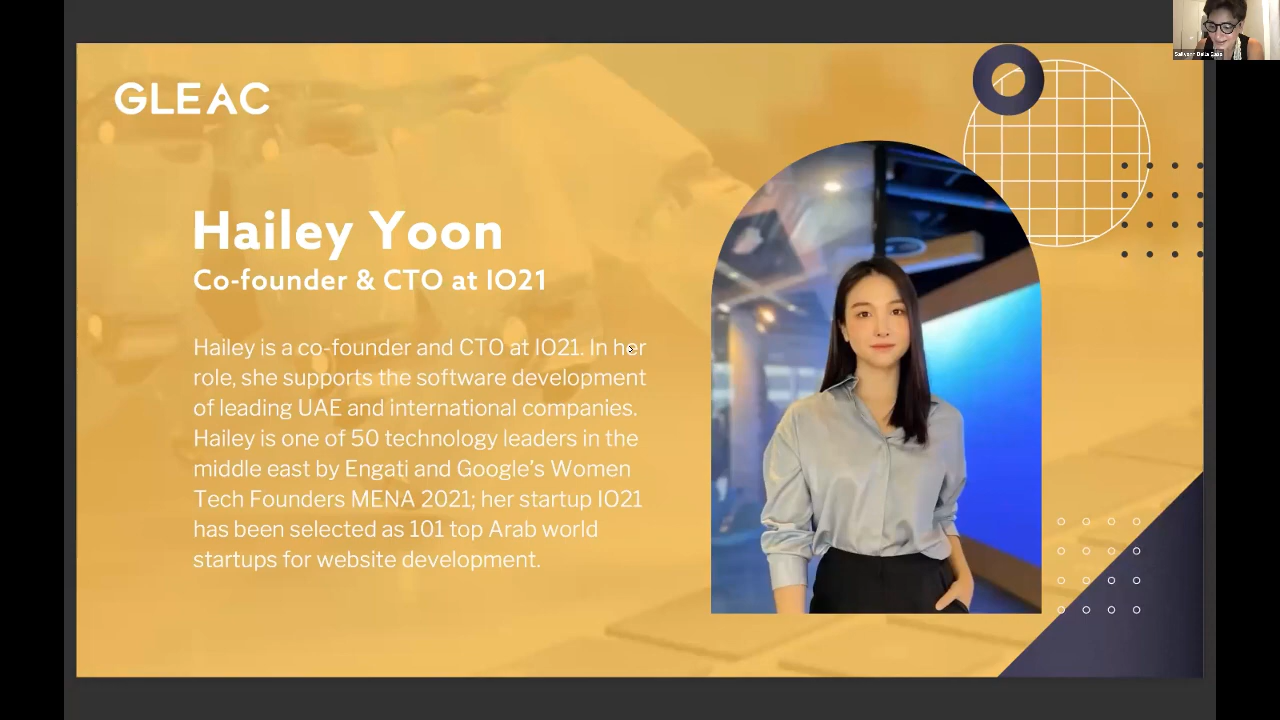 GLEAC
Hailey Yoon
Co-founder & CTO at IO21
Hailey is a co-founder and CTO at IO21. In her
role, she supports the software development
of leading UAE and international companies.
Hailey is one of 50 technology leaders in the
middle east by Engati and Google's Women
Tech Founders MENA 2021; her startup IO21
has been selected as 101 top Arab world
startups for website development.